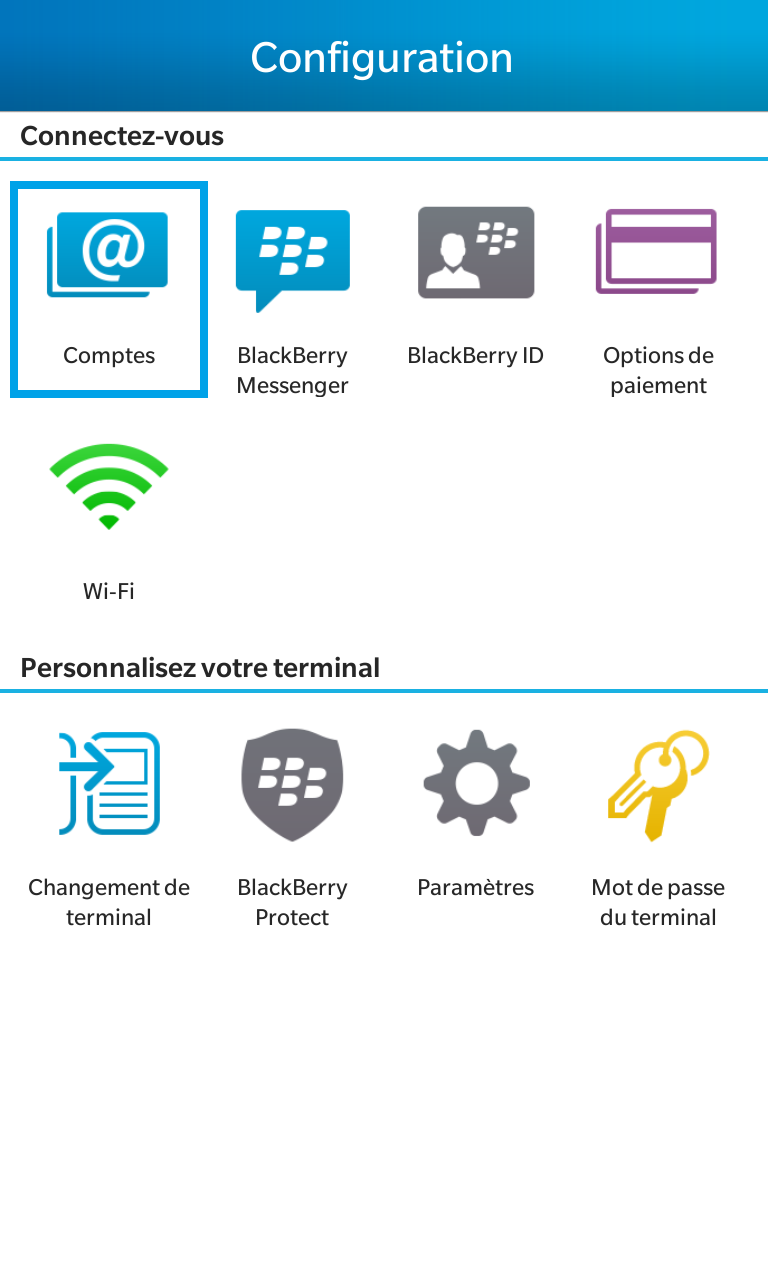 Configuration
Connectez-vous
Comptes
BlackBerry
Messenger
BlackBerry ID
Options de
paiement
Wi-Fi
Personnalisez votre terminal
Changement de
terminal
BlackBerry
Protect
Paramètres
Mot de passe
du terminal